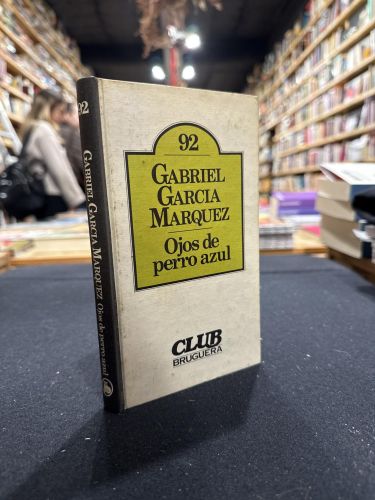 92
GABRIEL
GARCIA
MARQUEZ
Ojos de
perro azul
CLUB
BRUGUERA
92
GABRIEL GARCIA MARQUEZ Ojos de perro azul